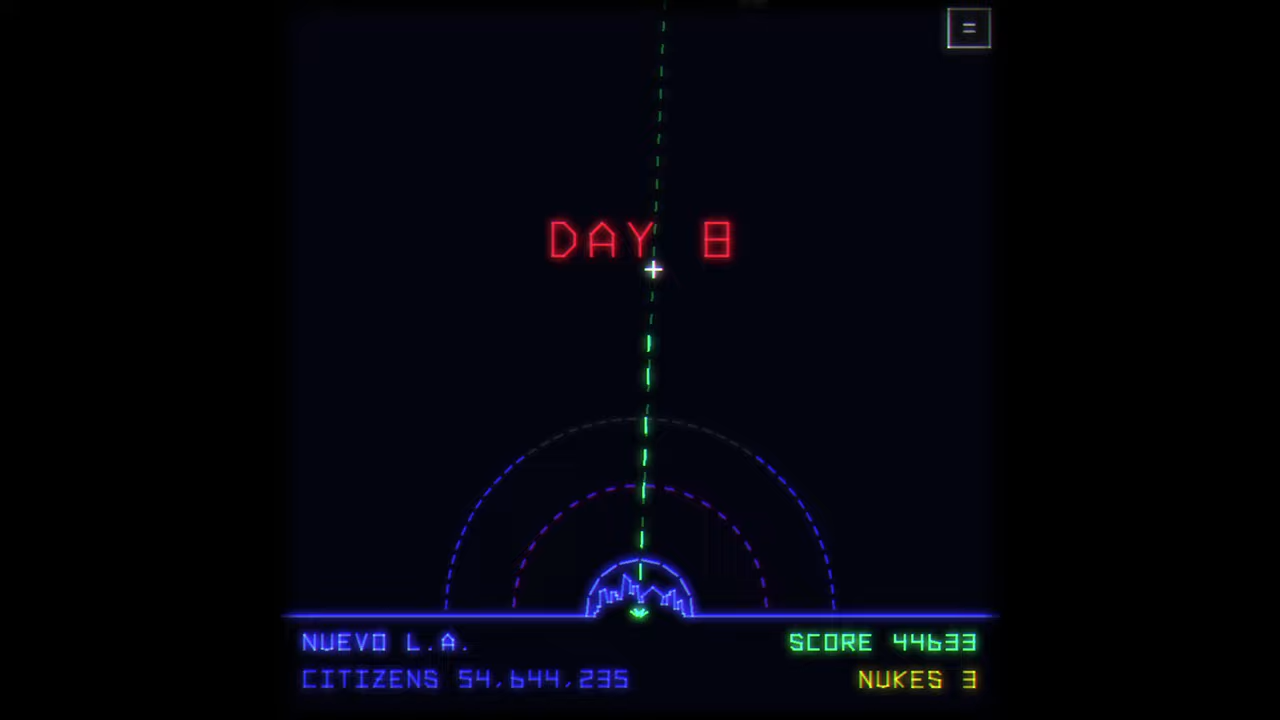 =
DAY 8
NUEVO L.A.
SCORE 44633
CITIZENS 54,644,235
NUKES 3